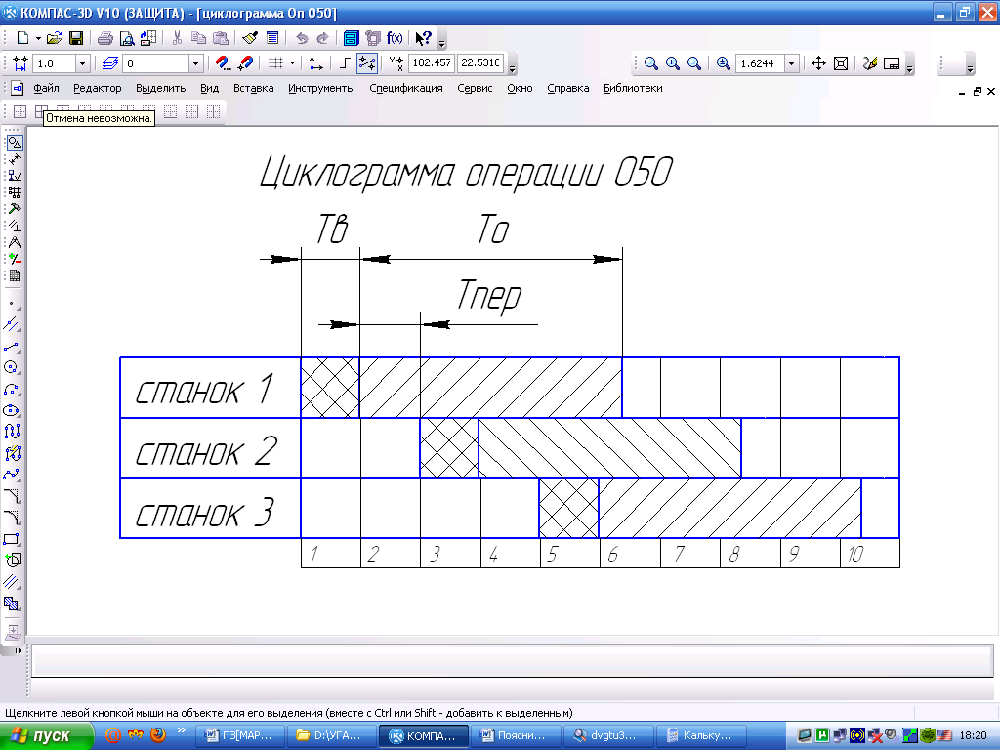 КОМПАС-3D V10 (ЗАЩИТА) - [циклограмма Оп 050]
1.0
0
f(x)
182.457
22.5318
1.6244
Файл Редактор Выделить Вид Вставка Инструменты Спецификация Сервис Окно Справка Библиотеки
Отмена невозможна.
Циклограмма операции 050
Тв То
Тпер
станок 1
станок 2
станок 3
1 2 3 4 5 6 7 8 9 10
Щелкните левой кнопкой мыши на объекте для его выделения (вместе с Ctrl или Shift - добавить к выделенным)
пуск
ПЗ[МАР...
D:\УГА...
КОМПА...
Поясни...
dvgtu3...
Кальку...
18:20